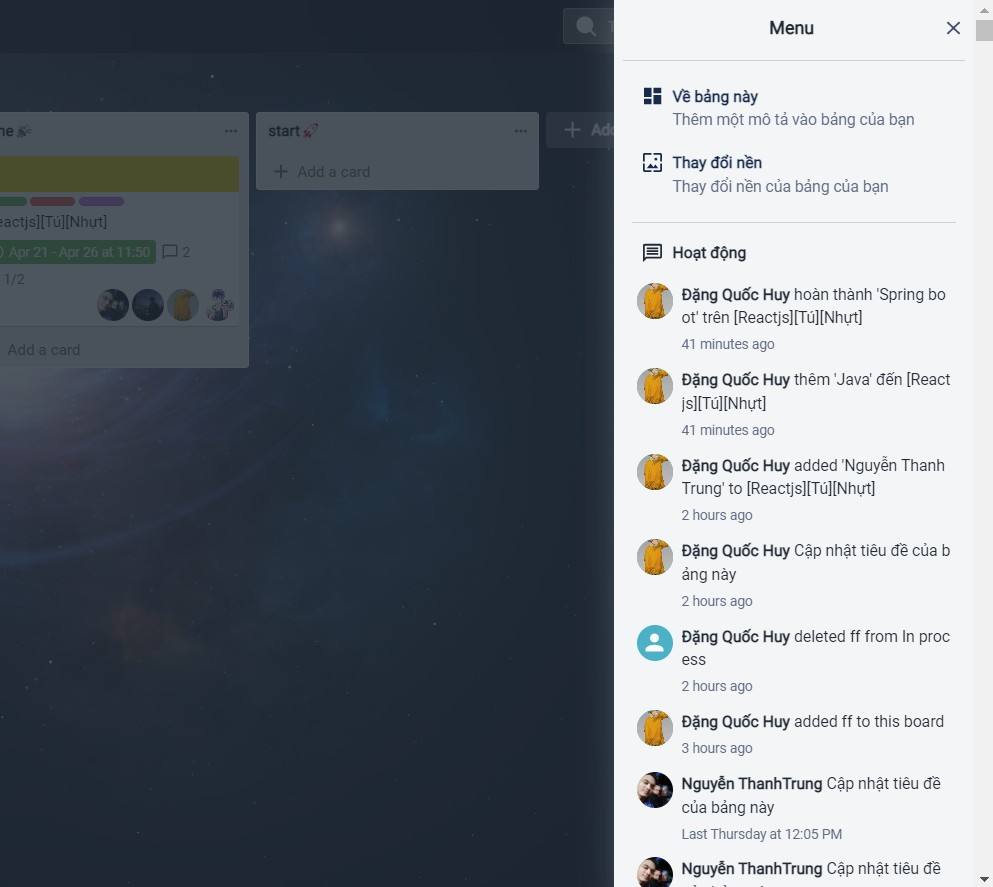 Menu
Về bảng này
Thêm một mô tả vào bảng của bạn
Thay đổi nền
Thay đổi nền của bảng của bạn
Hoạt động
Đặng Quốc Huy hoàn thành 'Spring bo
ot' trên [Reactjs][Tú][Nhựt]
41 minutes ago
Đặng Quốc Huy thêm 'Java' đến [React
js][Tú][Nhựt]
41 minutes ago
Đặng Quốc Huy added 'Nguyễn Thanh
Trung' to [Reactjs][Tú][Nhựt]
2 hours ago
Đặng Quốc Huy Cập nhật tiêu đề của b
ảng này
2 hours ago
Đặng Quốc Huy deleted ff from In proc
ess
2 hours ago
Đặng Quốc Huy added ff to this board
3 hours ago
Nguyễn ThanhTrung Cập nhật tiêu đề
của bảng này
Last Thursday at 12:05 PM
Nguyễn ThanhTrung Cập nhật tiêu đề
ne
eactjs][Tú][Nhựt]
Apr 21 - Apr 26 at 11:50
2
1/2
Add a card
start
Add a card
Add